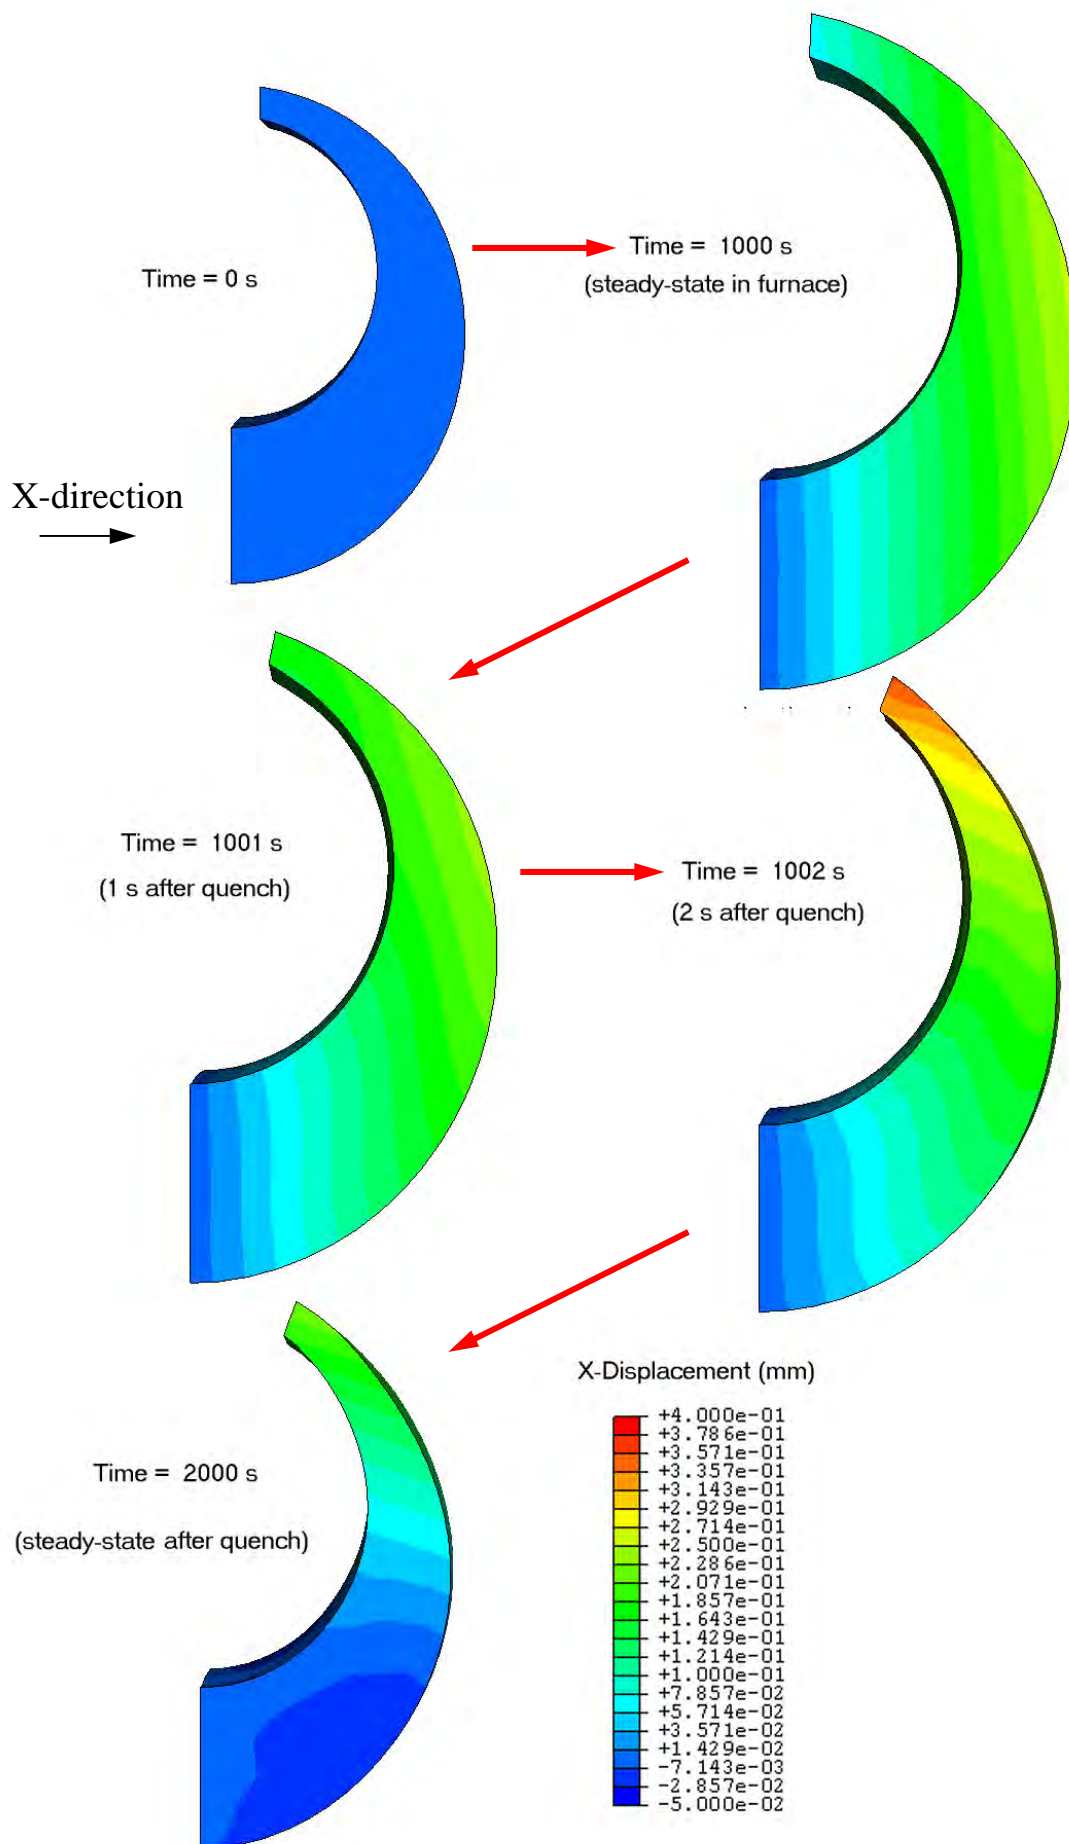 Time = 0 s
Time = 1000 s
(steady-state in furnace)
X-direction
Time = 1001 s
(1 s after quench)
Time = 1002 s
(2 s after quench)
X-Displacement (mm)
Time = 2000 s
(steady-state after quench)
+4.000e-01
+3.786e-01
+3.571e-01
+3.357e-01
+3.143e-01
+2.929e-01
+2.714e-01
+2.500e-01
+2.286e-01
+2.071e-01
+1.857e-01
+1.643e-01
+1.429e-01
+1.214e-01
+1.000e-01
+7.857e-02
+5.714e-02
+3.571e-02
+1.429e-02
-7.143e-03
-2.857e-02
-5.000e-02